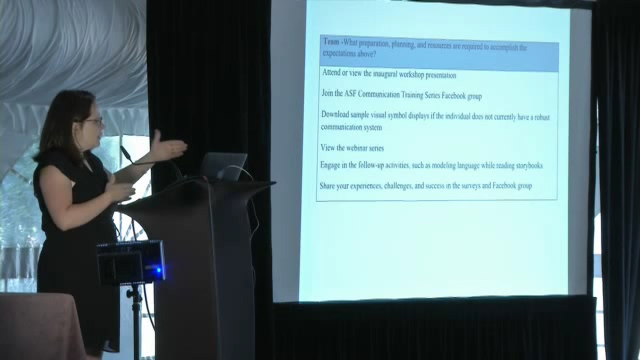 Team -What preparation, planning, and resources are required to accomplish the
expectations above?
Attend or view the inaugural workshop presentation
Join the ASF Communication Training Series Facebook group
Download sample visual symbol displays if the individual does not currently have a robust
communication system
View the webinar series
Engage in the follow-up activities, such as modeling language while reading storybooks
Share your experiences, challenges, and success in the surveys and Facebook group